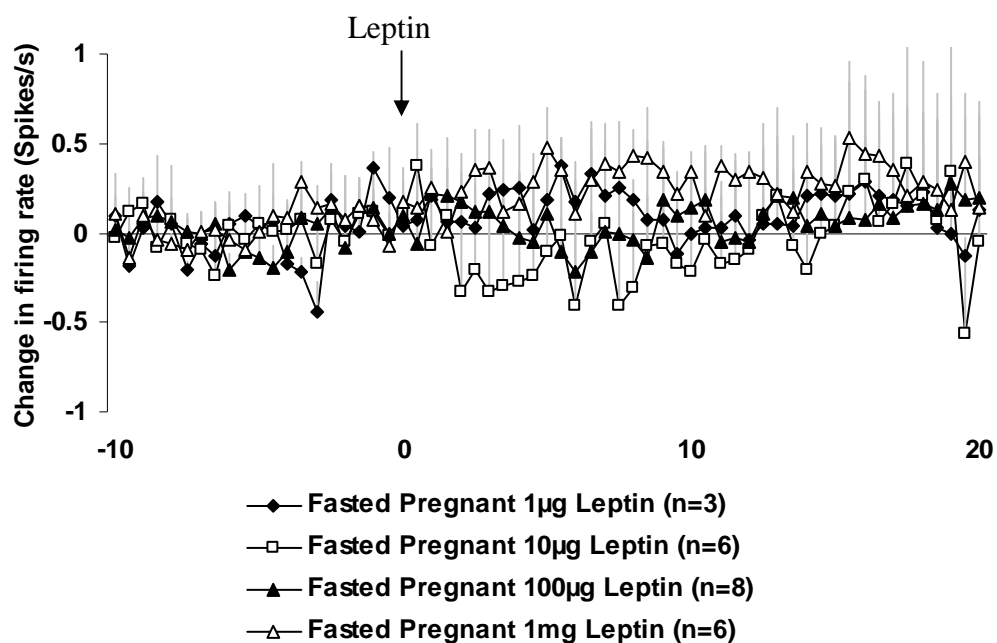 Leptin
Change in firing rate (Spikes/s)
1
0.5
0
-0.5
-1
-10 0 10 20
Fasted Pregnant 1µg Leptin (n=3)
Fasted Pregnant 10µg Leptin (n=6)
Fasted Pregnant 100µg Leptin (n=8)
Fasted Pregnant 1mg Leptin (n=6)